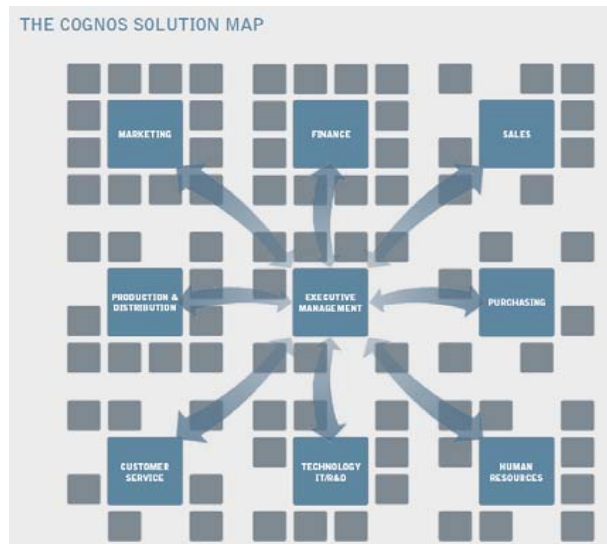 THE COGNOS SOLUTION MAP
MARKETING
FINANCE
SALES
PRODUCTION &
DISTRIBUTION
EXECUTIVE
MANAGEMENT
PURCHASING
CUSTOMER
SERVICE
TECHNOLOGY
IT/R&D
HUMAN
RESOURCES